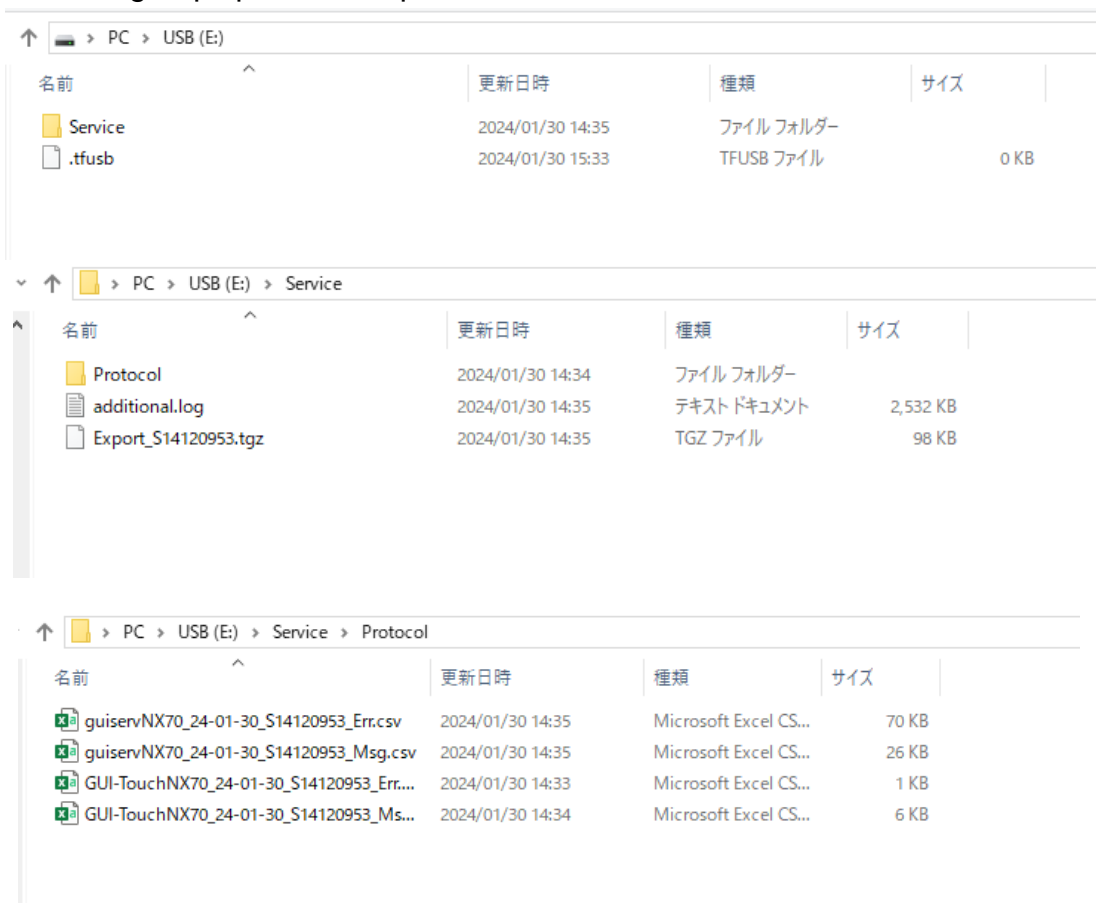 PC > USB (E:)
名前 更新日時 種類 サイズ
Service 2024/01/30 14:35 ファイル フォルダー
.tfusb 2024/01/30 15:33 TFUSB ファイル 0 KB
PC > USB (E:) > Service
名前 更新日時 種類 サイズ
Protocol 2024/01/30 14:34 ファイル フォルダー
additional.log 2024/01/30 14:35 テキスト ドキュメント 2,532 KB
Export_S14120953.tgz 2024/01/30 14:35 TGZ ファイル 98 KB
PC > USB (E:) > Service > Protocol
名前 更新日時 種類 サイズ
guiservNX70_24-01-30_S14120953_Err.csv 2024/01/30 14:35 Microsoft Excel CS... 70 KB
guiservNX70_24-01-30_S14120953_Msg.csv 2024/01/30 14:35 Microsoft Excel CS... 26 KB
GUI-TouchNX70_24-01-30_S14120953_Err.... 2024/01/30 14:33 Microsoft Excel CS... 1 KB
GUI-TouchNX70_24-01-30_S14120953_Ms... 2024/01/30 14:34 Microsoft Excel CS... 6 KB